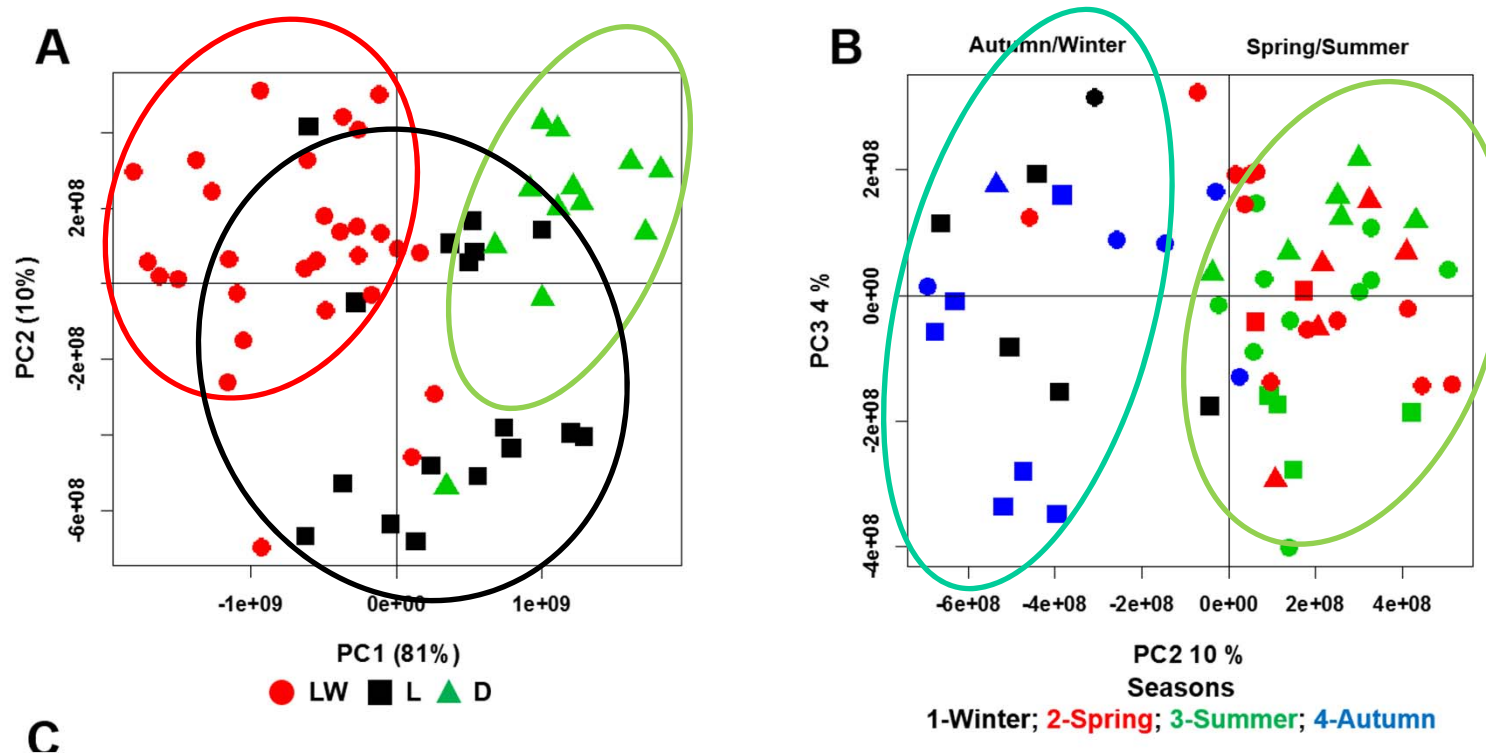 A
PC2 (10%)
2e+08
-2e+08
-6e+08
-1e+09 0e+00 1e+09
PC1 (81%)
LW L D
B
Autumn/Winter Spring/Summer
PC3 4 %
2e+08
0e+00
-2e+08
-4e+08
-6e+08 -4e+08 -2e+08 0e+00 2e+08 4e+08
PC2 10 %
Seasons
1-Winter; 2-Spring; 3-Summer; 4-Autumn
C